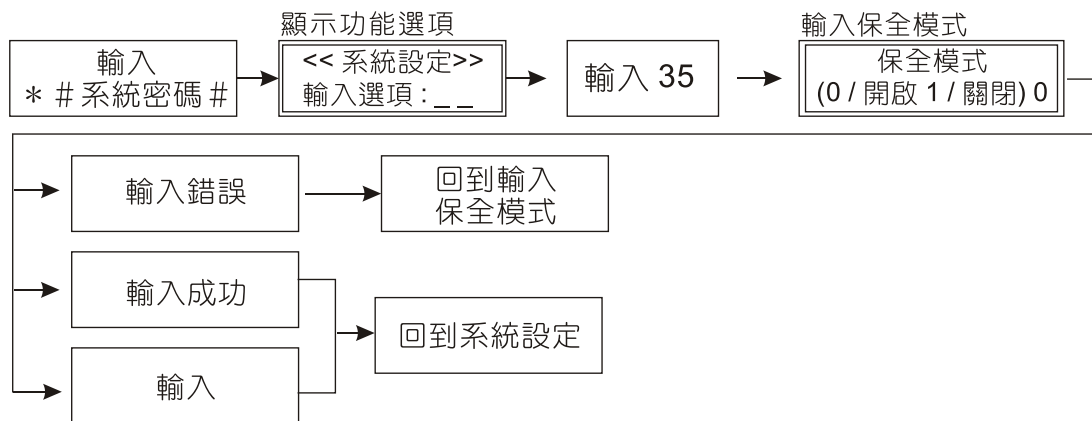 顯示功能選項
輸入保全模式
輸入
* #系統密碼 #
<< 系統設定>>
輸入選項 :_ _
輸入 35
保全模式
(0 / 開啟 1 / 關閉) 0
輸入錯誤
回到輸入
保全模式
輸入成功
回到系統設定
輸入